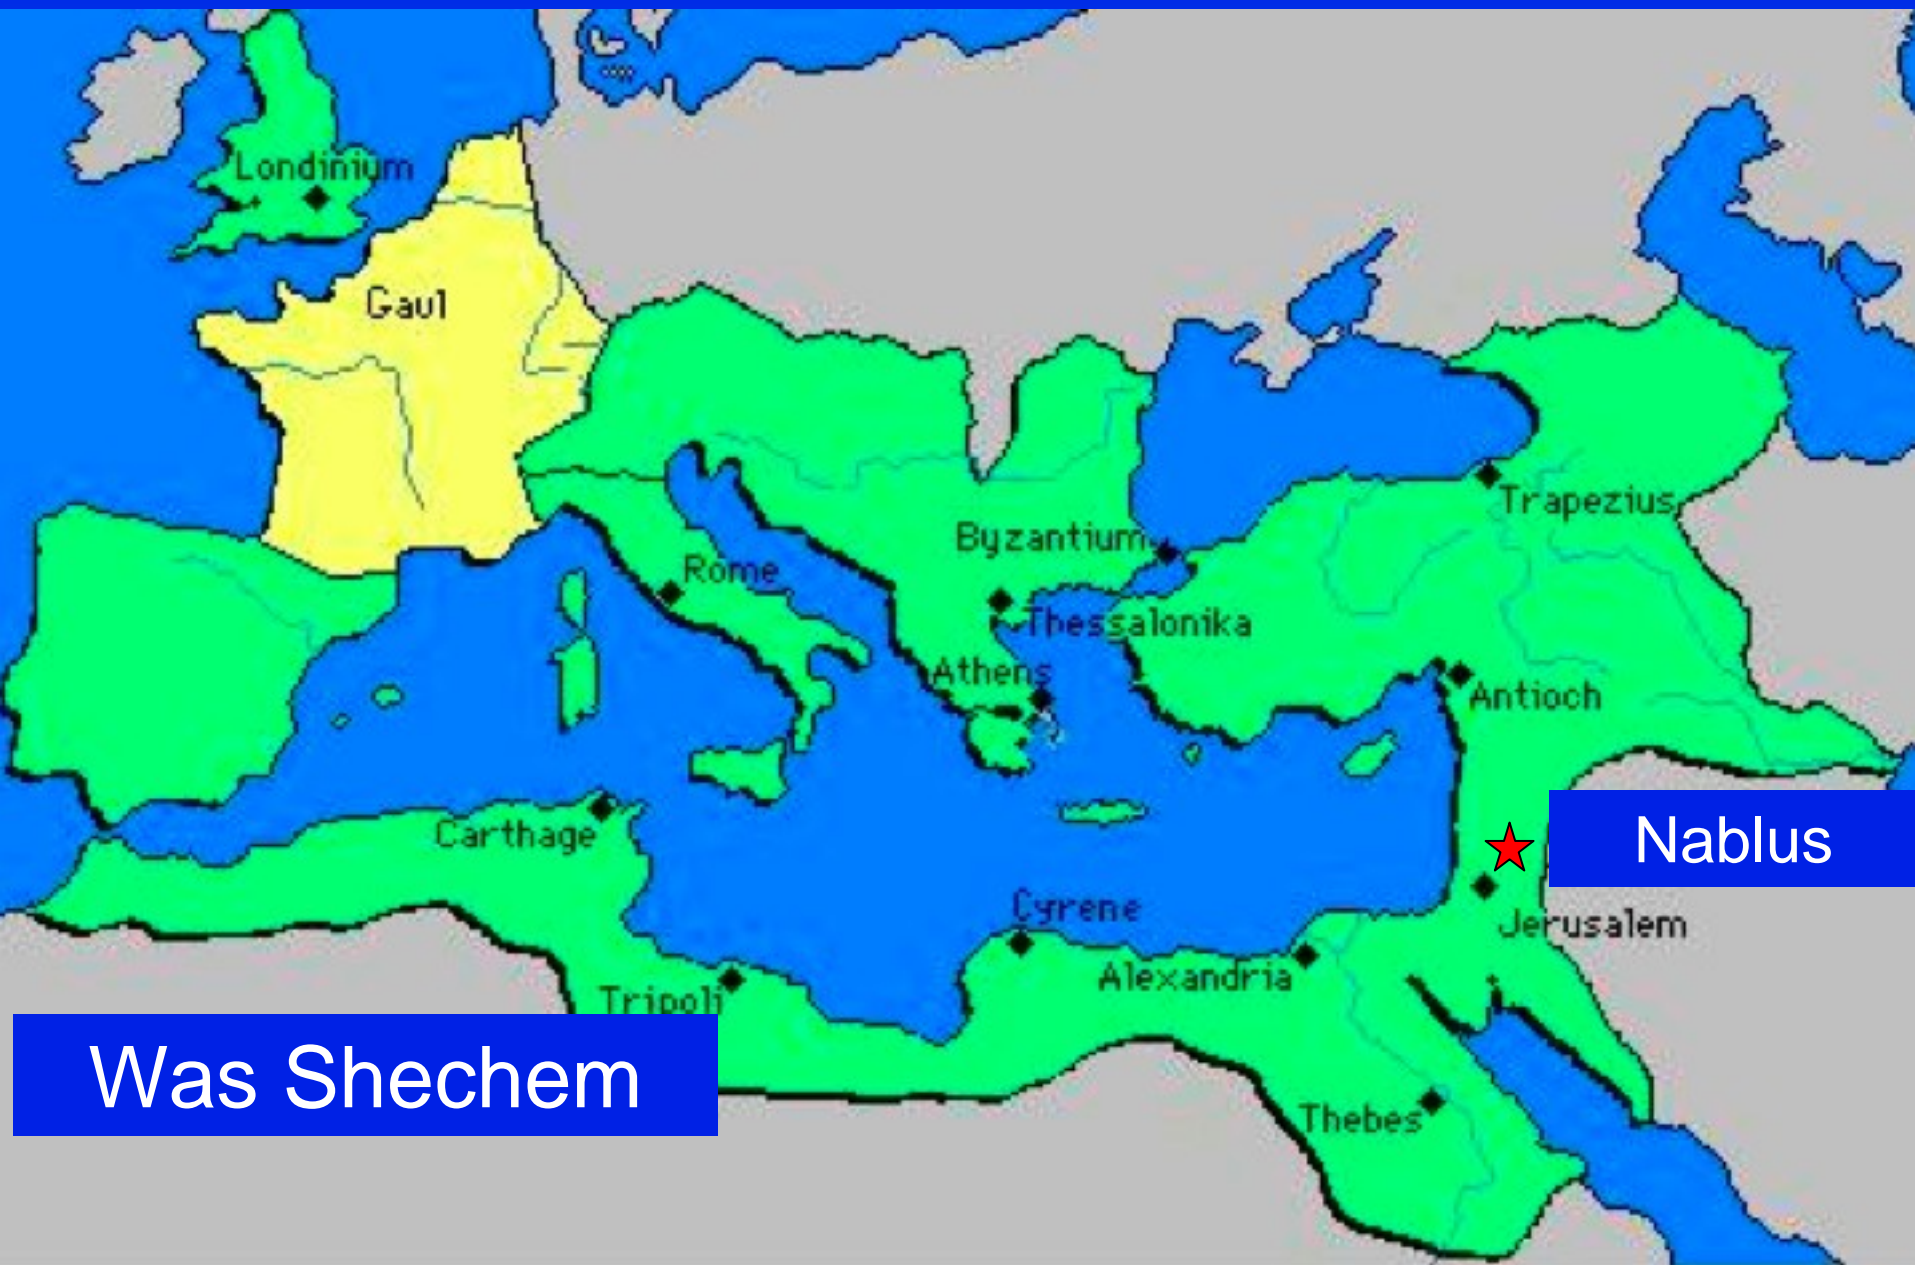 Londinium
Gaul
Trapezius
Byzantium
Rome
Thessalonika
Athens
Antioch
Nablus
Carthage
Cyrene
Jerusalem
Alexandria
Tripoli
Was Shechem
Thebes